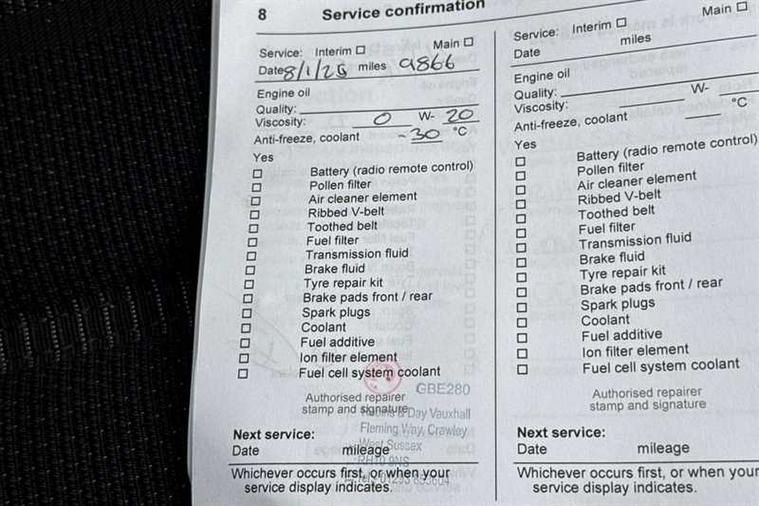 8 Service confirmation
Service: Interim ☐ Main ☐
Date 8/1/25 miles 9866
Engine oil
Quality:
Viscosity: 0 W- 20
Anti-freeze, coolant -30 °C
Yes
☐ Battery (radio remote control)
☐ Pollen filter
☐ Air cleaner element
☐ Ribbed V-belt
☐ Toothed belt
☐ Fuel filter
☐ Transmission fluid
☐ Brake fluid
☐ Tyre repair kit
☐ Brake pads front / rear
☐ Spark plugs
☐ Coolant
☐ Fuel additive
☐ Ion filter element
☐ Fuel cell system coolant
GBE280
Authorised repairer
stamp and signature
& Day Vauxhall
Fleming Way, Crawley
West Sussex
RH10 9NS
Next service:
Date mileage
Whichever occurs first, or when your
service display indicates.
Service: Interim ☐ Main ☐
Date miles
Engine oil
Quality:
Viscosity: W-
Anti-freeze, coolant °C
Yes
☐ Battery (radio remote control)
☐ Pollen filter
☐ Air cleaner element
☐ Ribbed V-belt
☐ Toothed belt
☐ Fuel filter
☐ Transmission fluid
☐ Brake fluid
☐ Tyre repair kit
☐ Brake pads front / rear
☐ Spark plugs
☐ Coolant
☐ Fuel additive
☐ Ion filter element
☐ Fuel cell system coolant
Authorised repairer
stamp and signature
Next service:
Date mileage
Whichever occurs first, or when your
service display indicates.